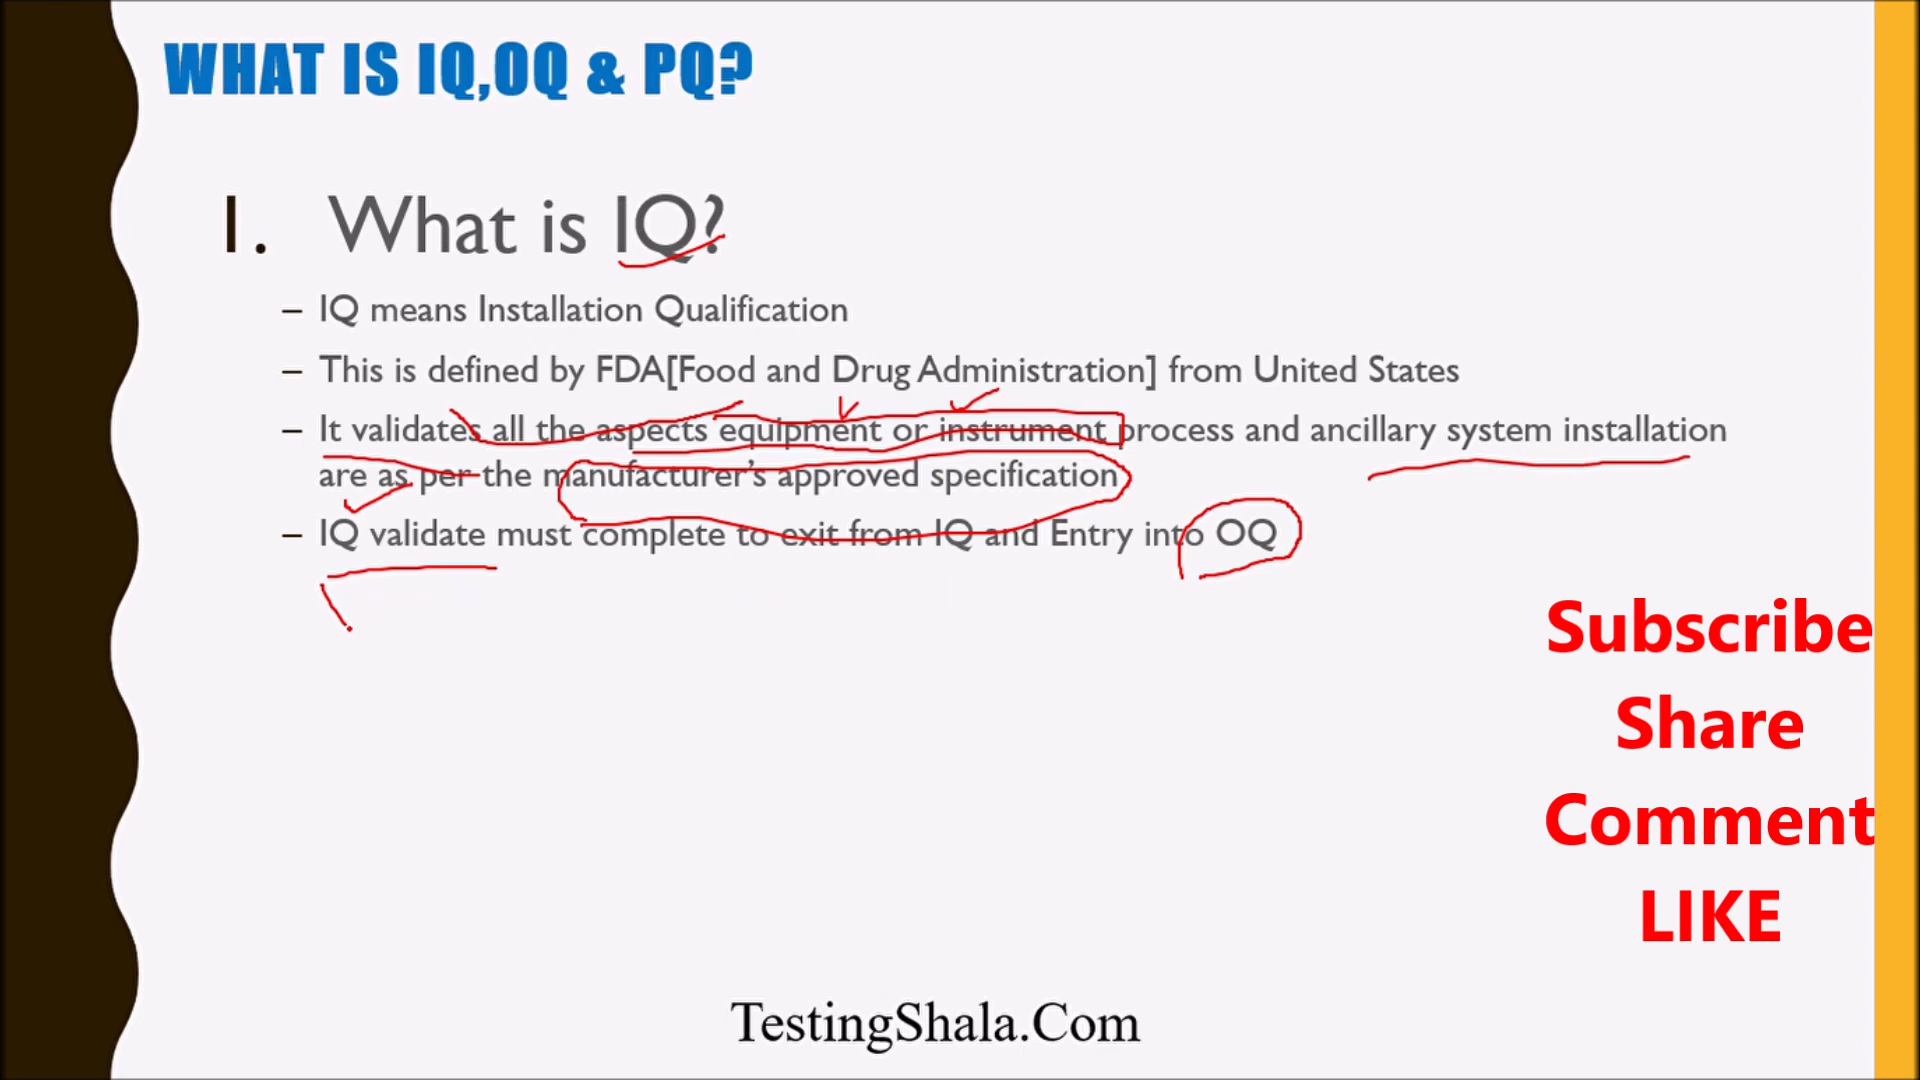 WHAT IS IQ,OQ & PQ?
1. What is IQ?
– IQ means Installation Qualification
– This is defined by FDA[Food and Drug Administration] from United States
– It validates all the aspects equipment or instrument process and ancillary system installation
are as per the manufacturer's approved specification
– IQ validate must complete to exit from IQ and Entry into OQ
Subscribe
Share
Comment
LIKE
TestingShala.Com